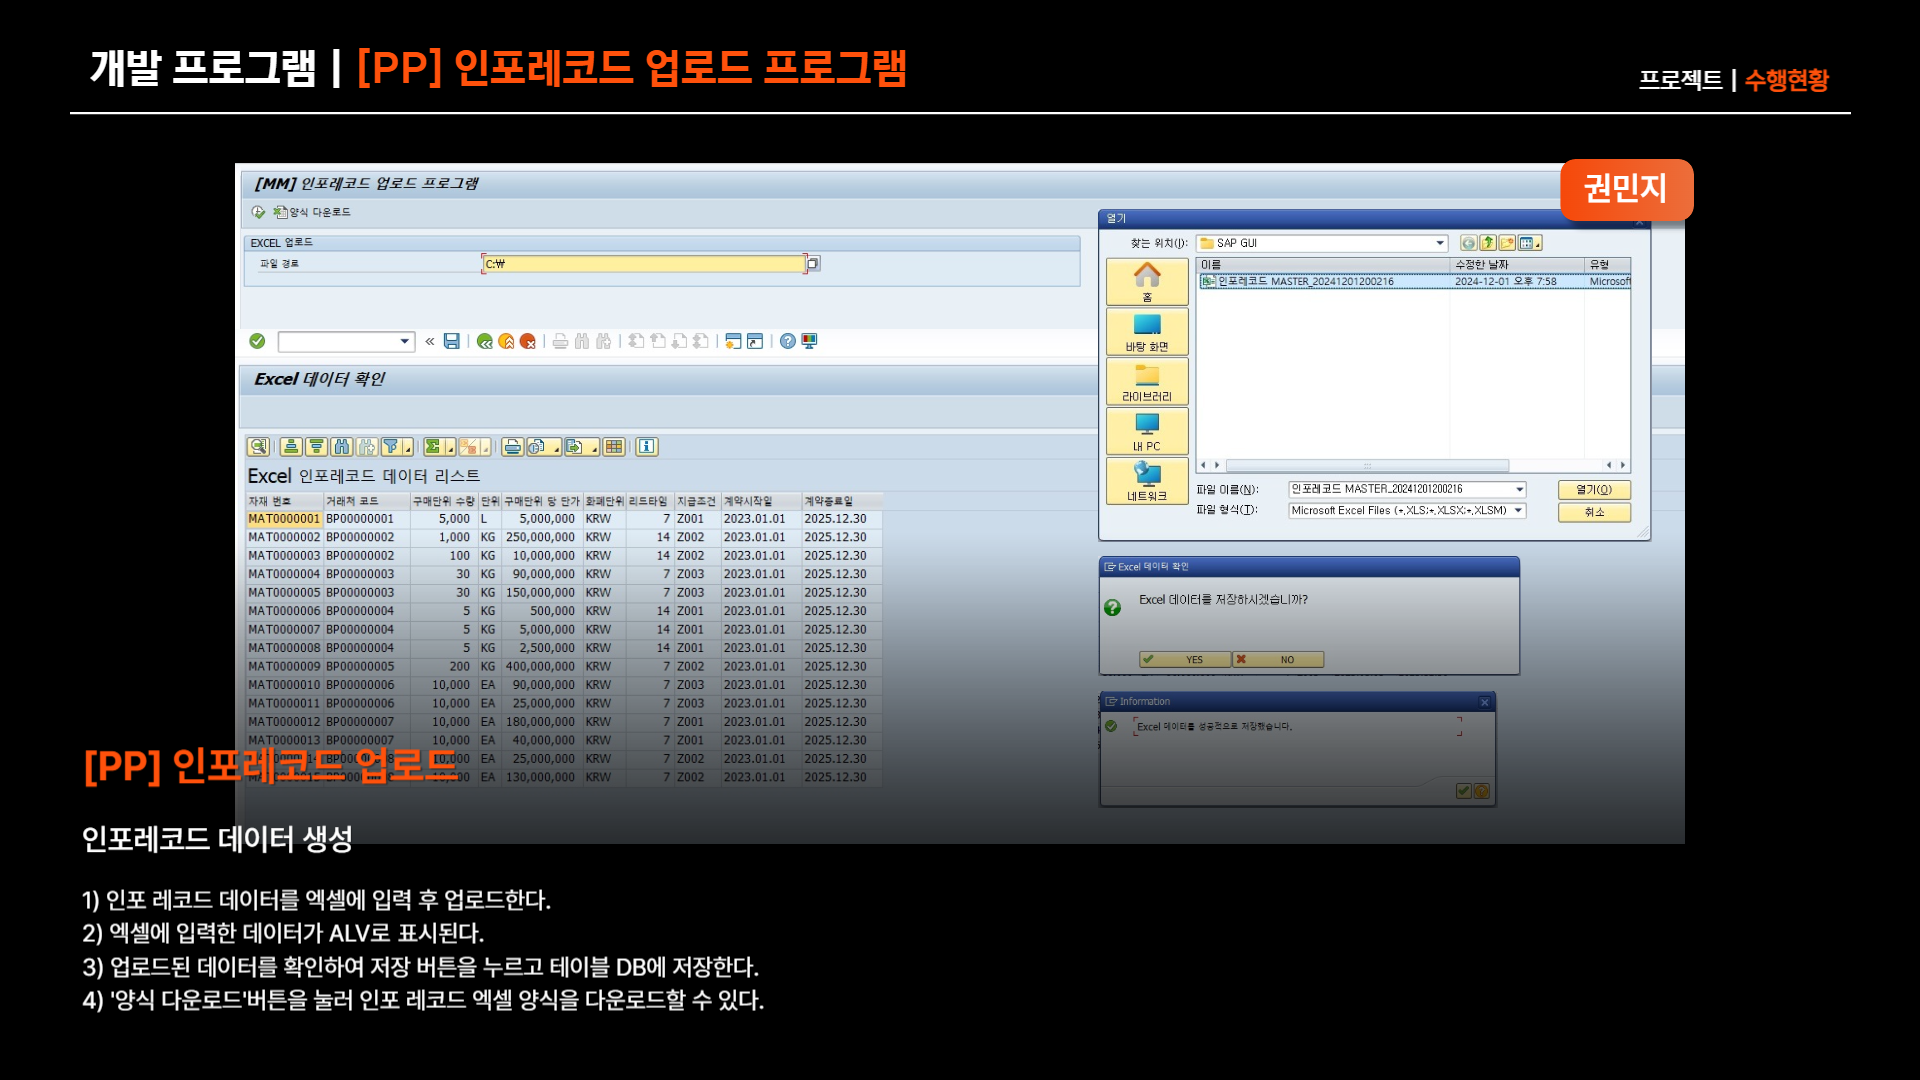 개발 프로그램 | [PP] 인포레코드 업로드 프로그램
프로젝트 | 수행현황
권민지
[MM] 인포레코드 업로드 프로그램
양식 다운로드
EXCEL 업로드
파일 경로 C:\
Excel 데이터 확인
Excel 인포레코드 데이터 리스트
자재 번호 거래처 코드 구매단위 수량 단위 구매단위 당 단가 화폐단위 리드타임 지급조건 계약시작일 계약종료일
MAT0000001 BP00000001 5,000 L 5,000,000 KRW 7 Z001 2023.01.01 2025.12.30
MAT0000002 BP00000002 1,000 KG 250,000,000 KRW 14 Z002 2023.01.01 2025.12.30
MAT0000003 BP00000002 100 KG 10,000,000 KRW 14 Z002 2023.01.01 2025.12.30
MAT0000004 BP00000003 30 KG 90,000,000 KRW 7 Z003 2023.01.01 2025.12.30
MAT0000005 BP00000003 30 KG 150,000,000 KRW 7 Z003 2023.01.01 2025.12.30
MAT0000006 BP00000004 5 KG 500,000 KRW 14 Z001 2023.01.01 2025.12.30
MAT0000007 BP00000004 5 KG 5,000,000 KRW 14 Z001 2023.01.01 2025.12.30
MAT0000008 BP00000004 5 KG 2,500,000 KRW 14 Z001 2023.01.01 2025.12.30
MAT0000009 BP00000005 200 KG 400,000,000 KRW 7 Z002 2023.01.01 2025.12.30
MAT0000010 BP00000006 10,000 EA 90,000,000 KRW 7 Z003 2023.01.01 2025.12.30
MAT0000011 BP00000006 10,000 EA 25,000,000 KRW 7 Z003 2023.01.01 2025.12.30
MAT0000012 BP00000007 10,000 EA 180,000,000 KRW 7 Z001 2023.01.01 2025.12.30
MAT0000013 BP00000007 10,000 EA 40,000,000 KRW 7 Z001 2023.01.01 2025.12.30
10,000 EA 25,000,000 KRW 7 Z002 2023.01.01 2025.12.30
EA 130,000,000 KRW 7 Z002 2023.01.01 2025.12.30
열기
찾는 위치(I): SAP GUI
이름 수정한 날짜 유형
인포레코드 MASTER_20241201200216 2024-12-01 오후 7:58 Microsoft
홈
바탕 화면
라이브러리
내 PC
네트워크
파일 이름(N): 인포레코드 MASTER_20241201200216 열기(O)
파일 형식(T): Microsoft Excel Files (*.XLS;*.XLSX;*.XLSM) 취소
Excel 데이터 확인
Excel 데이터를 저장하시겠습니까?
YES NO
Information
Excel 데이터를 성공적으로 저장했습니다.
[PP] 인포레코드 업로드
인포레코드 데이터 생성
1) 인포 레코드 데이터를 엑셀에 입력 후 업로드한다.
2) 엑셀에 입력한 데이터가 ALV로 표시된다.
3) 업로드된 데이터를 확인하여 저장 버튼을 누르고 테이블 DB에 저장한다.
4) '양식 다운로드'버튼을 눌러 인포 레코드 엑셀 양식을 다운로드할 수 있다.